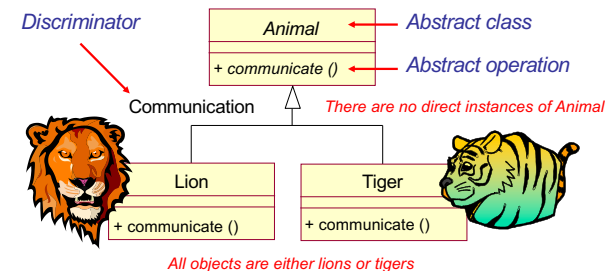 Discriminator
Animal
Abstract class
+ communicate ()
Abstract operation
Communication
There are no direct instances of Animal
Lion
Tiger
+ communicate ()
+ communicate ()
All objects are either lions or tigers